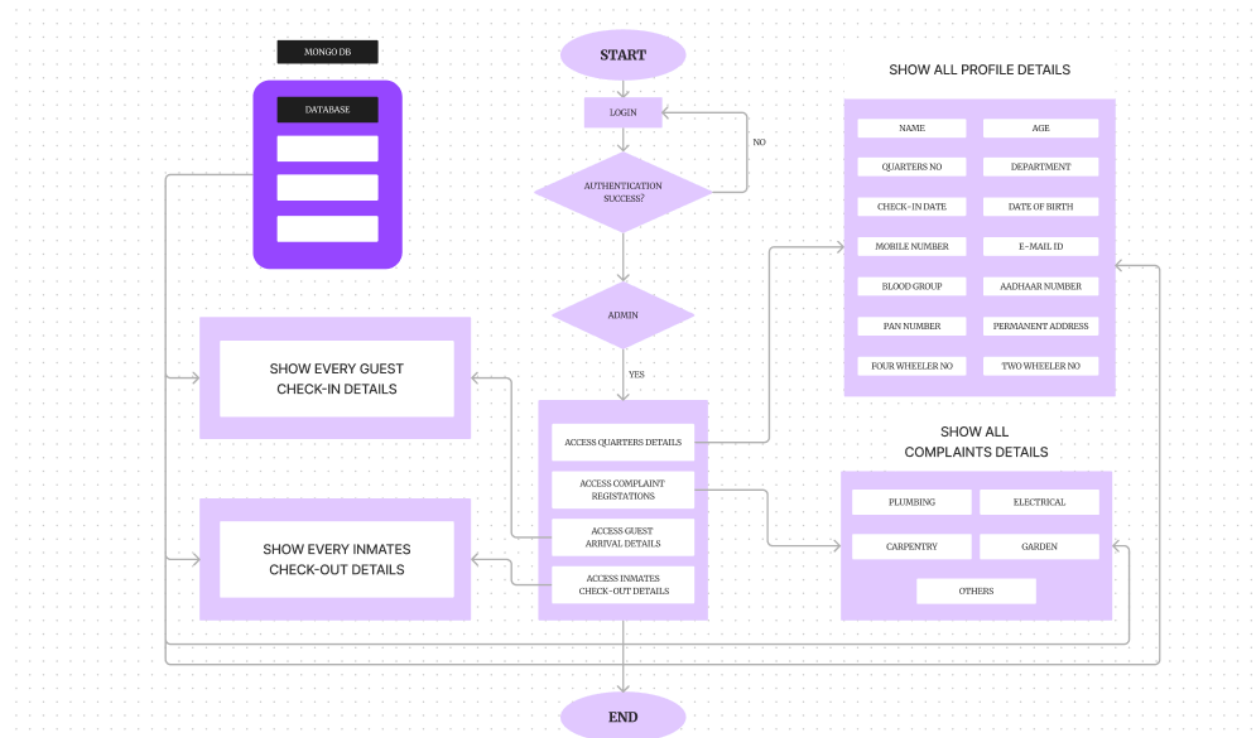 MONGO DB
DATABASE
START
LOGIN
NO
AUTHENTICATION
SUCCESS?
ADMIN
YES
ACCESS QUARTERS DETAILS
ACCESS COMPLAINT
REGISTATIONS
ACCESS GUEST
ARRIVAL DETAILS
ACCESS INMATES
CHECK-OUT DETAILS
END
SHOW EVERY GUEST
CHECK-IN DETAILS
SHOW EVERY INMATES
CHECK-OUT DETAILS
SHOW ALL PROFILE DETAILS
NAME
AGE
QUARTERS NO
DEPARTMENT
CHECK-IN DATE
DATE OF BIRTH
MOBILE NUMBER
E-MAIL ID
BLOOD GROUP
AADHAAR NUMBER
PAN NUMBER
PERMANENT ADDRESS
FOUR WHEELER NO
TWO WHEELER NO
SHOW ALL
COMPLAINTS DETAILS
PLUMBING
ELECTRICAL
CARPENTRY
GARDEN
OTHERS